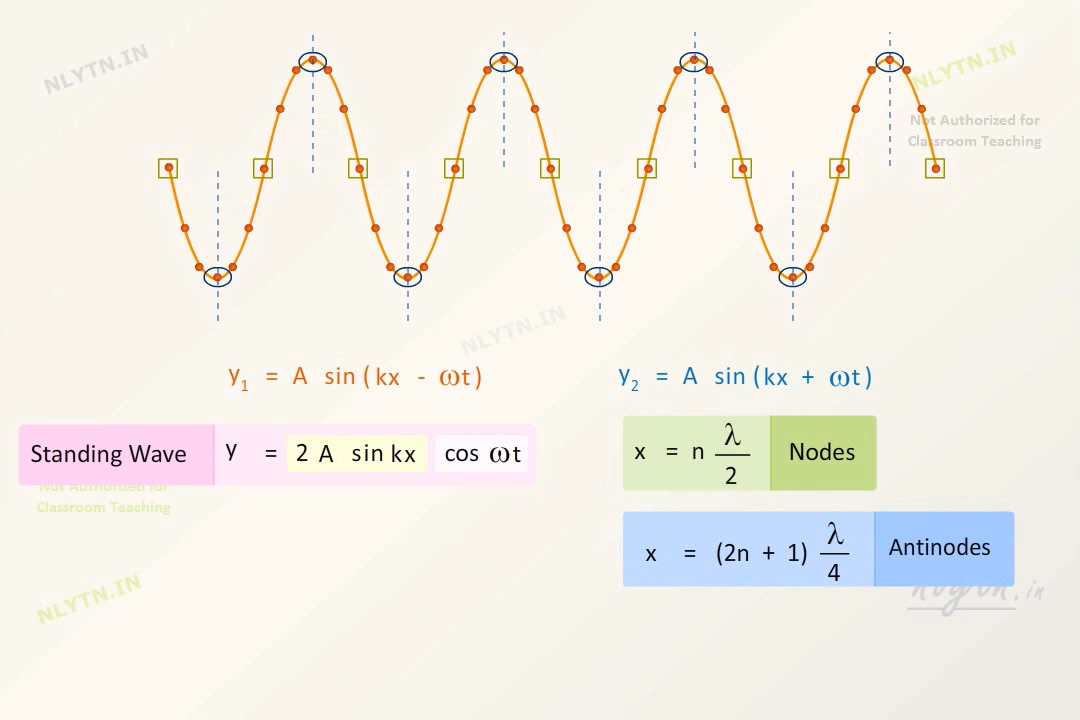 NLYTN.IN
NLYTN.IN
Not Authorized for
Classroom Teaching
NLYTN.IN
y₁ = A sin ( kx - ωt )
y₂ = A sin ( kx + ωt )
Standing Wave y = 2 A sin kx cos ωt
x = n λ/2 Nodes
Not Authorized for
Classroom Teaching
x = (2n + 1) λ/4 Antinodes
NLYTN.IN
nlytn.in